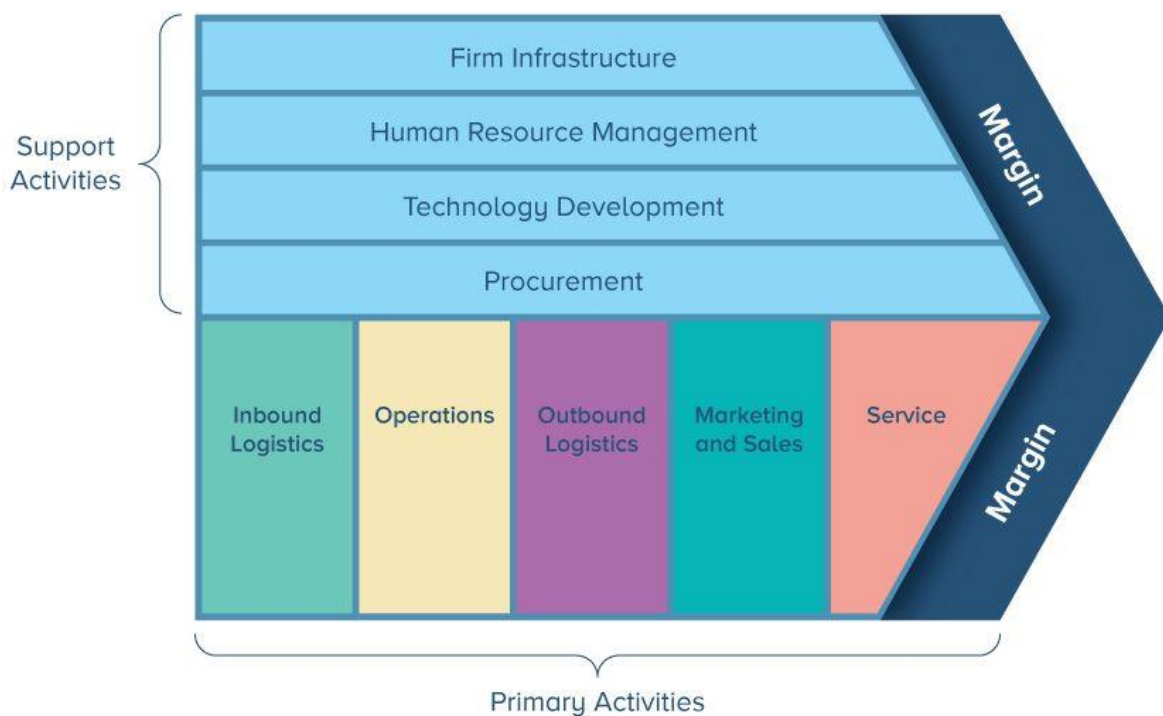 Support
Activities
Firm Infrastructure
Human Resource Management
Technology Development
Procurement
Margin
Inbound
Logistics
Operations
Outbound
Logistics
Marketing
and Sales
Service
Margin
Primary Activities